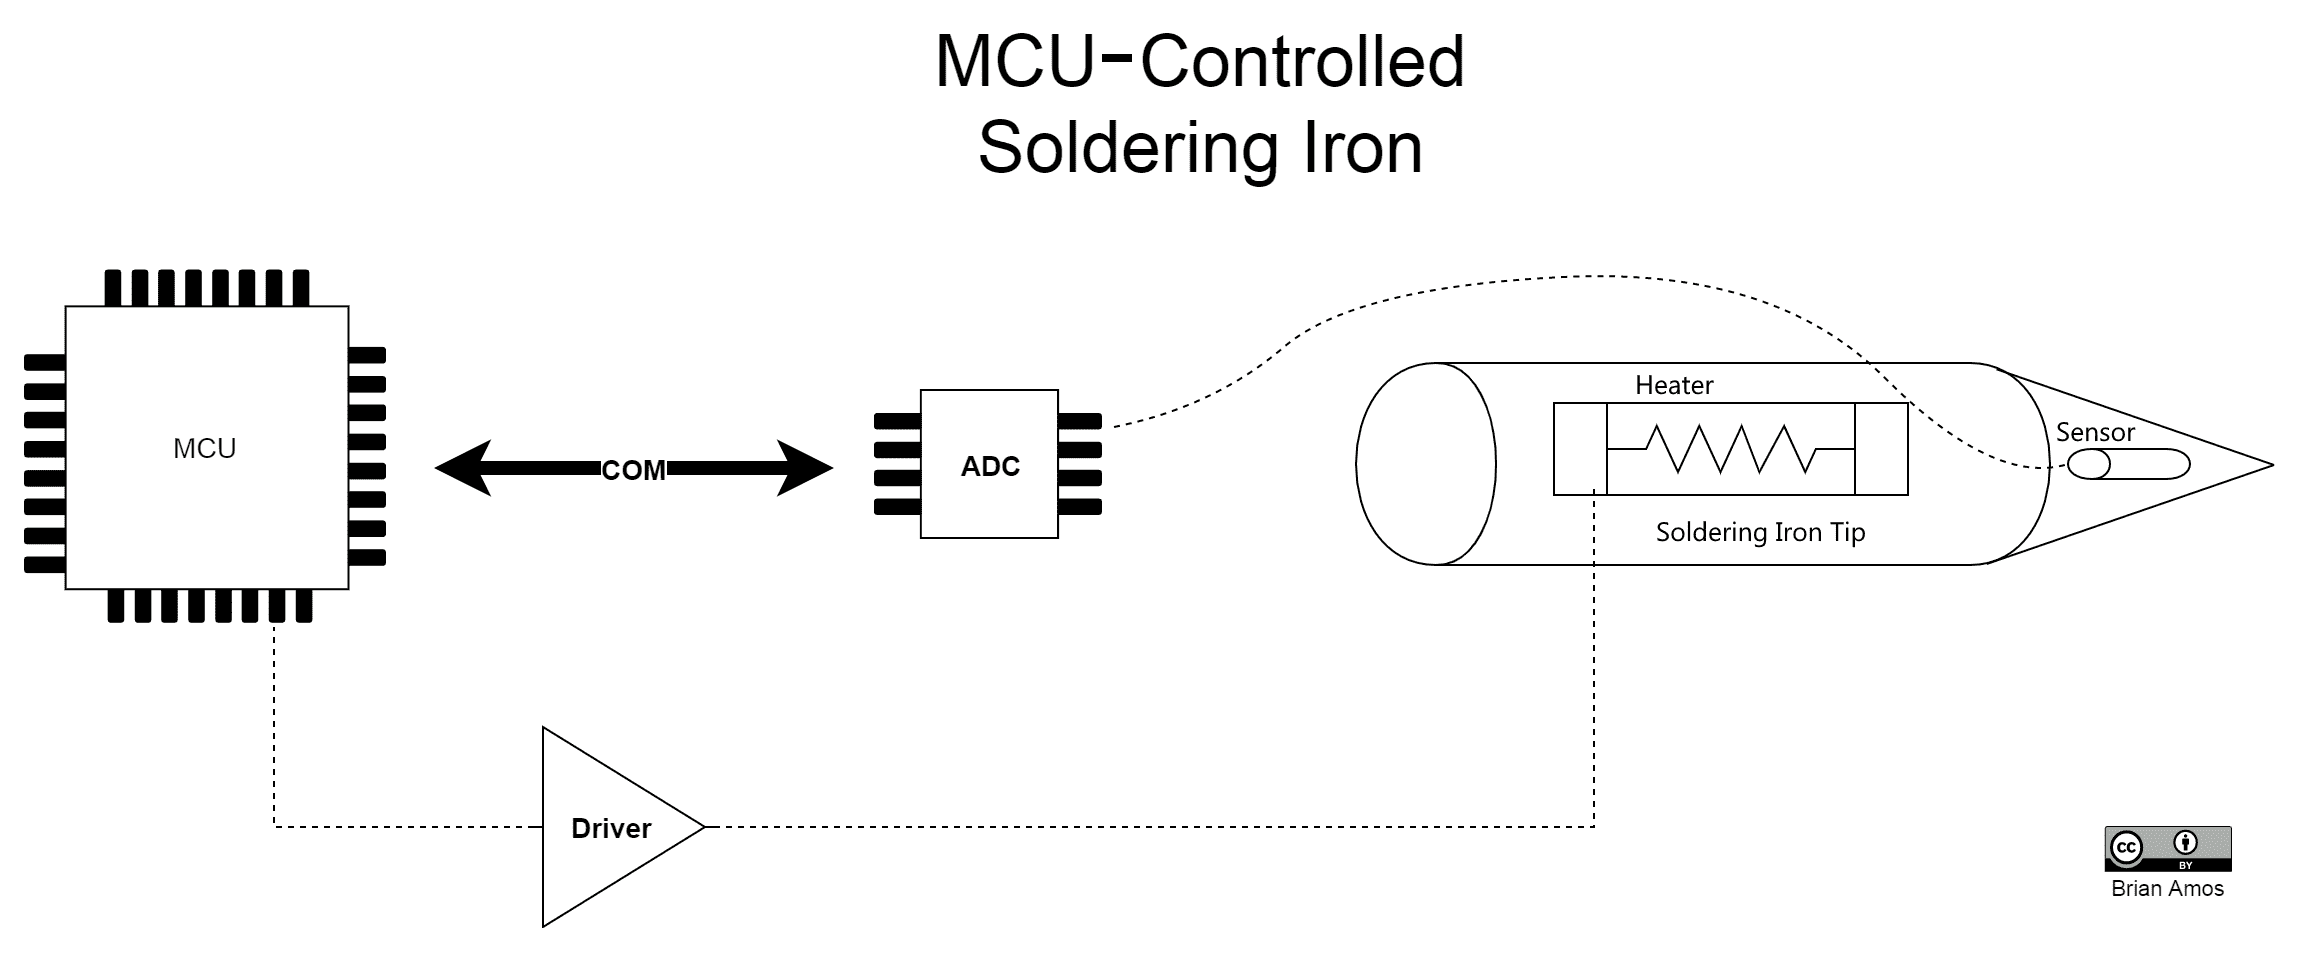 MCU-Controlled
Soldering Iron
MCU
COM
ADC
Heater
Sensor
Soldering Iron Tip
Driver
cc
BY
Brian Amos